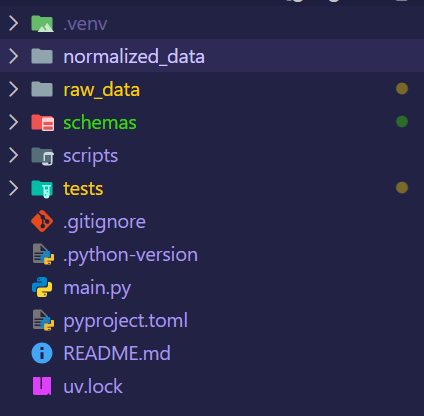 .venv
normalized_data
raw_data
schemas
scripts
tests
.gitignore
.python-version
main.py
pyproject.toml
README.md
uv.lock